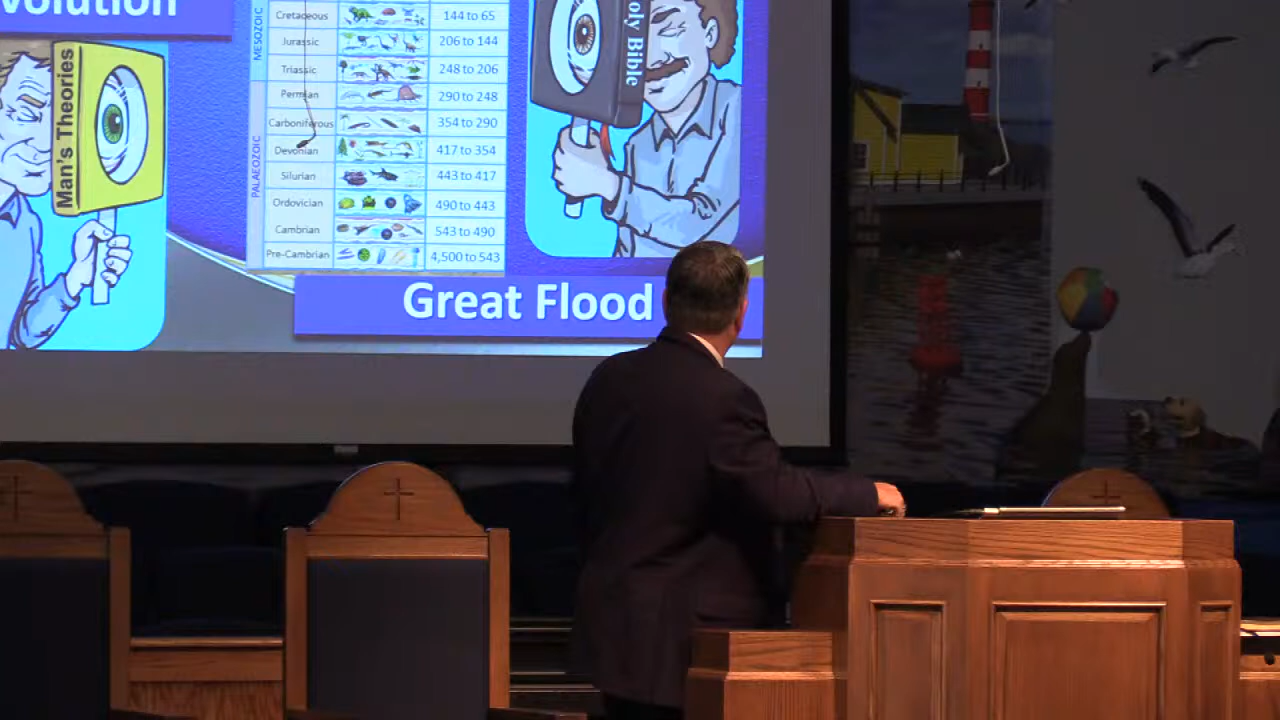 volution
Man's Theories
MESOZOIC
PALAEOZOIC
Cretaceous 144 to 65
Jurassic 206 to 144
Triassic 248 to 206
Permian 290 to 248
Carboniferous 354 to 290
Devonian 417 to 354
Silurian 443 to 417
Ordovician 490 to 443
Cambrian 543 to 490
Pre-Cambrian 4,500 to 543
oly Bible
Great Flood